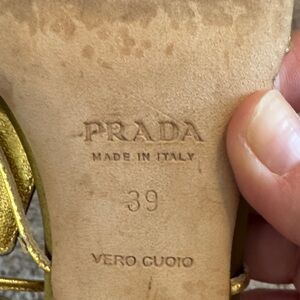 PRADA
MADE IN ITALY
39
VERO CUOIO